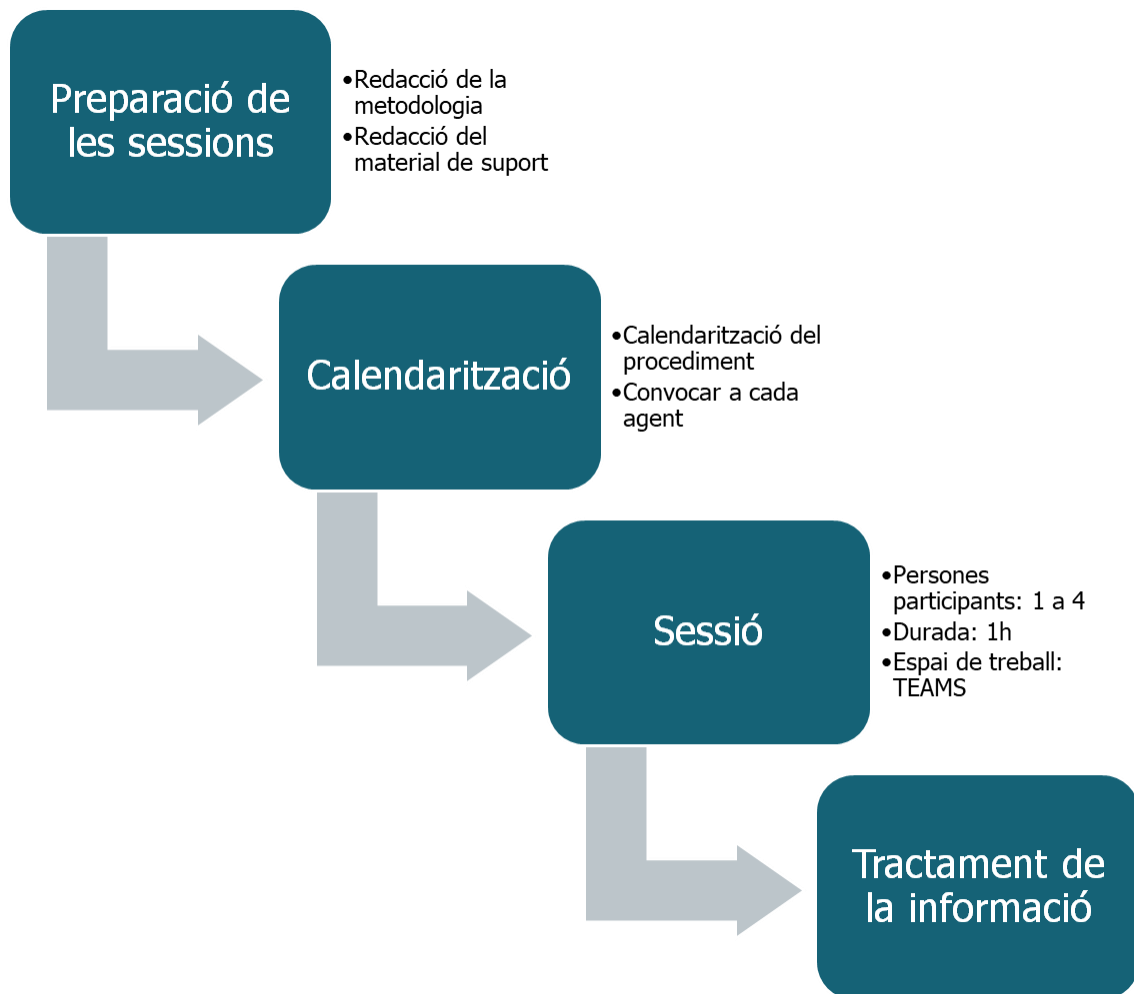 Preparació de
les sessions
•Redacció de la
metodologia
•Redacció del
material de suport
Calendarització
•Calendarització del
procediment
•Convocar a cada
agent
Sessió
•Persones
participants: 1 a 4
•Durada: 1h
•Espai de treball:
TEAMS
Tractament de
la informació